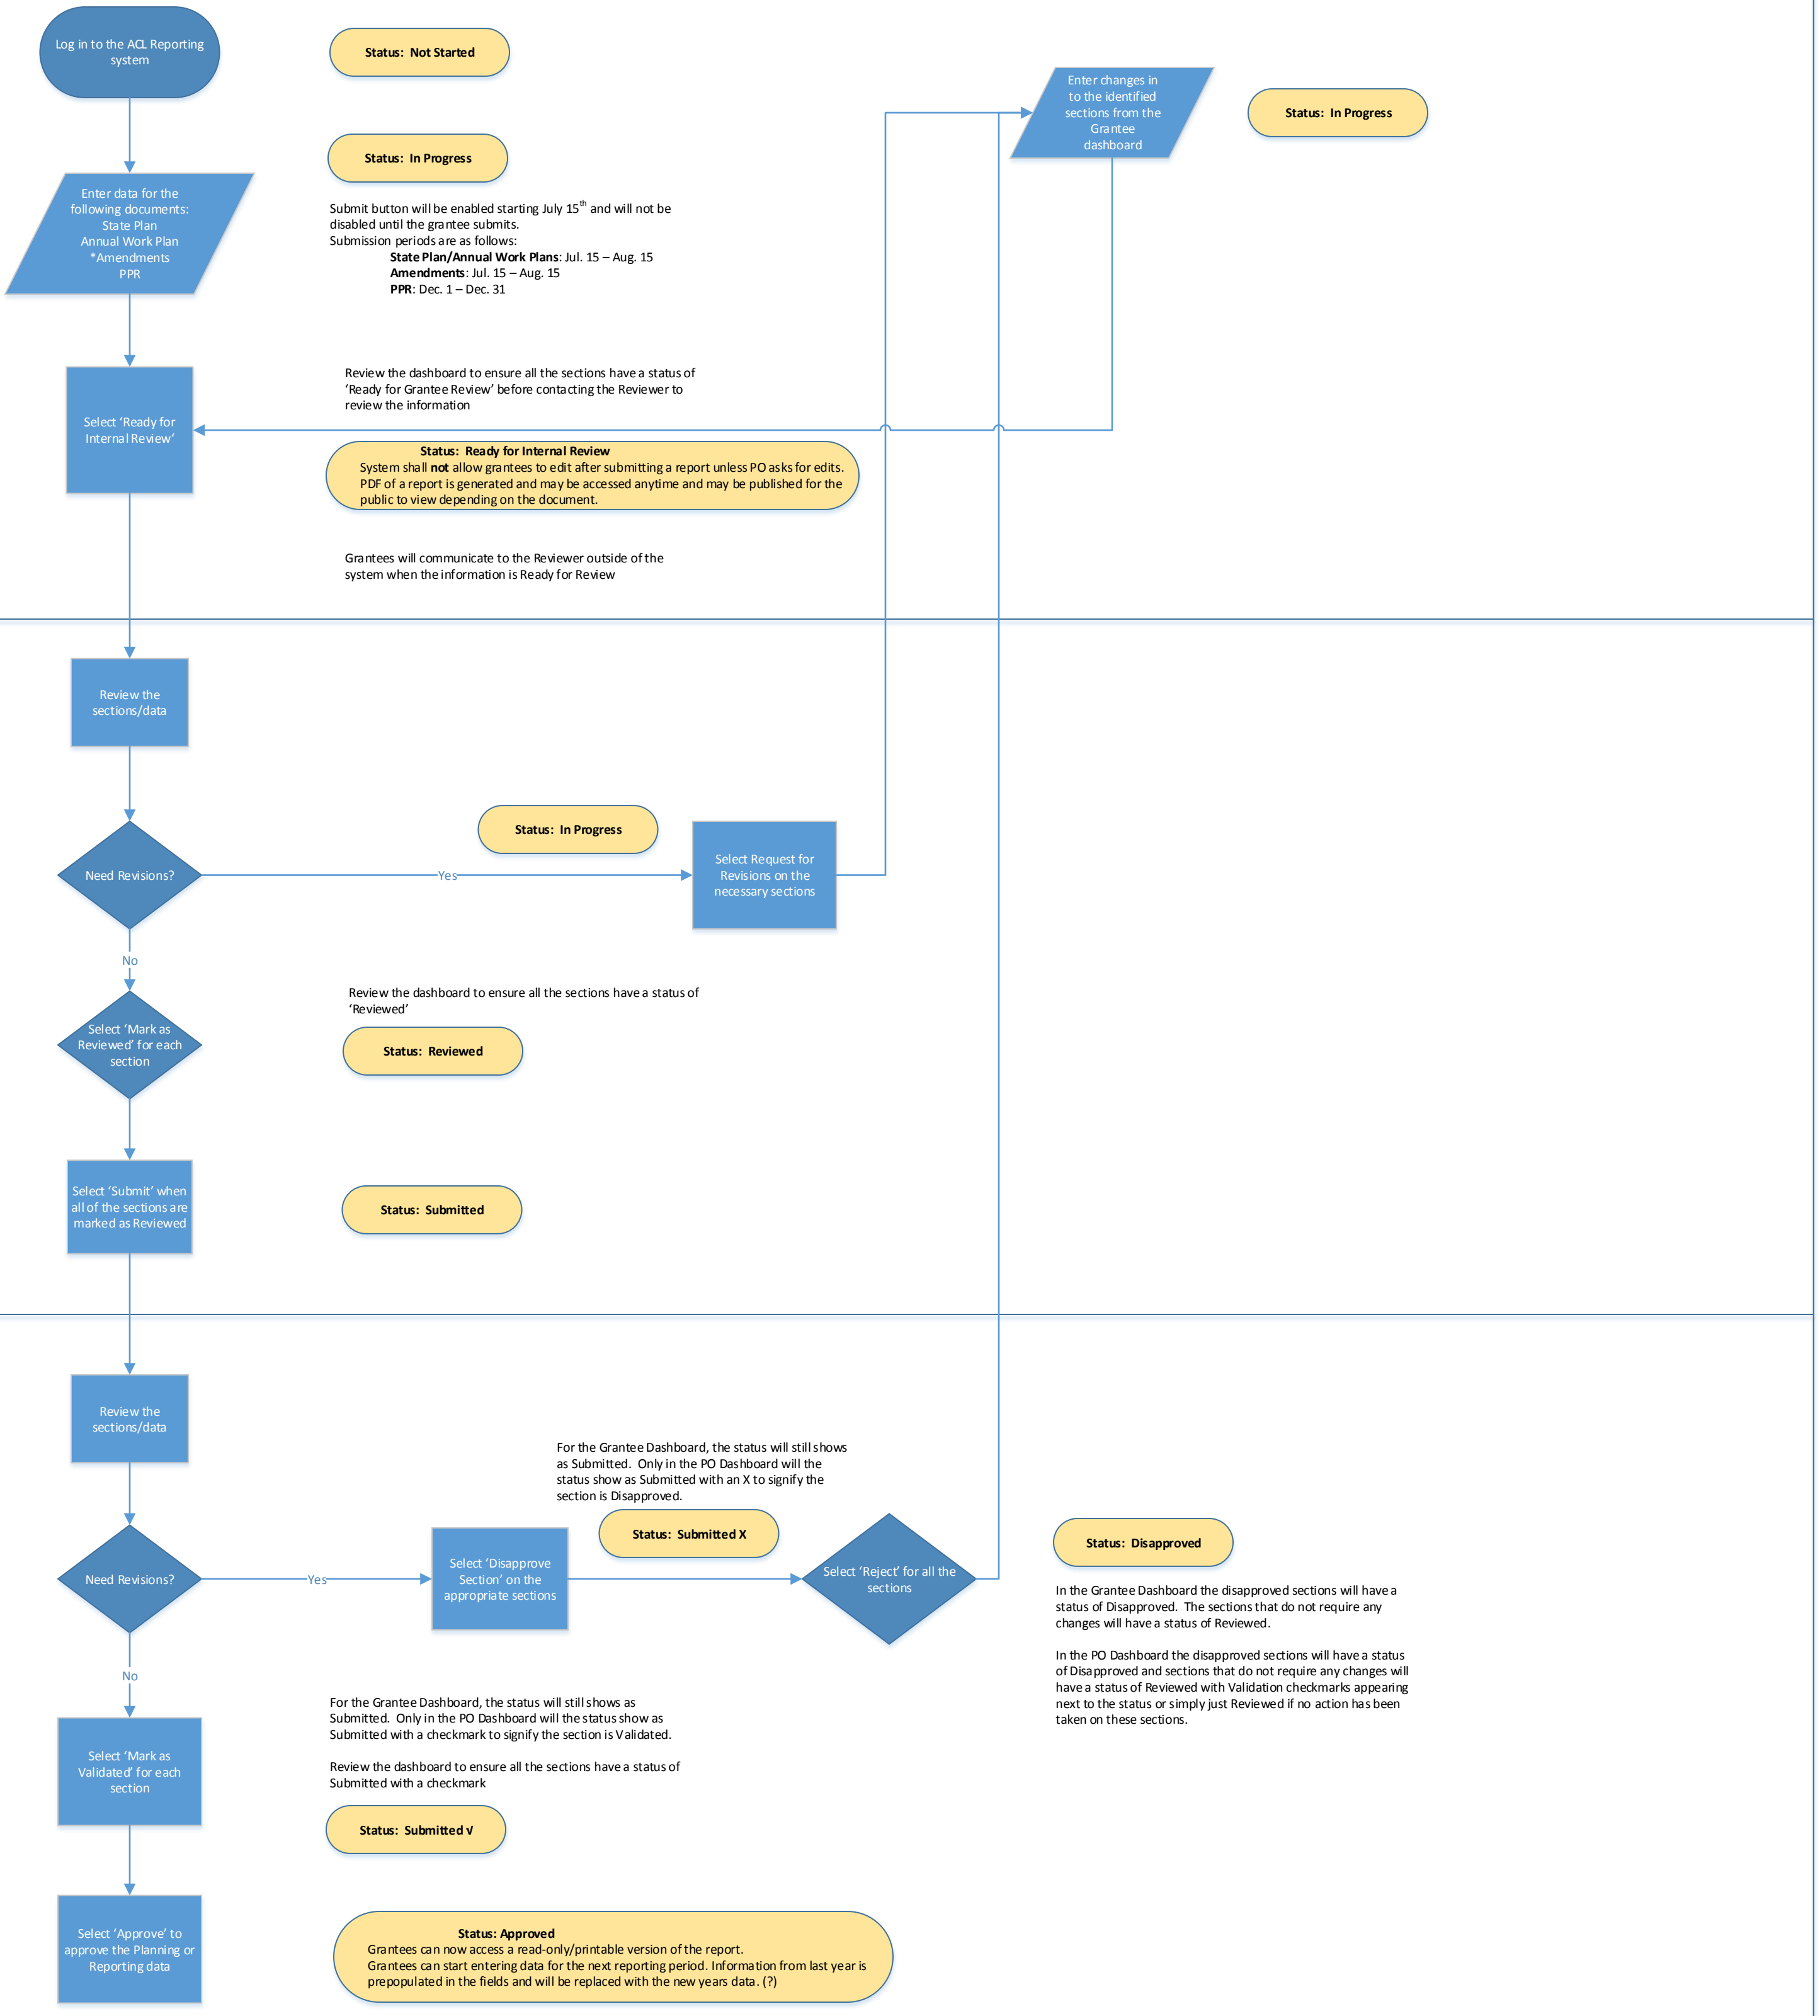 Log in to the ACL Reporting
system
Status:  Not Started
Enter changes in
to the identified
sections from the
Grantee
dashboard
Status:  In Progress
Status:  In Progress
Enter data for the
following documents:
State Plan
Annual Work Plan
*Amendments
PPR
Submit button will be enabled starting July 15th and will not be
disabled until the grantee submits.
Submission periods are as follows:
State Plan/Annual Work Plans: Jul. 15 – Aug. 15
Amendments: Jul. 15 – Aug. 15
PPR: Dec. 1 – Dec. 31
Review the dashboard to ensure all the sections have a status of
‘Ready for Grantee Review’ before contacting the Reviewer to
review the information
Select ‘Ready for
Internal Review’
Status:  Ready for Internal Review
System shall not allow grantees to edit after submitting a report unless PO asks for edits.
PDF of a report is generated and may be accessed anytime and may be published for the
public to view depending on the document.
Grantees will communicate to the Reviewer outside of the
system when the information is Ready for Review
Review the
sections/data
Status:  In Progress
Need Revisions?
Yes
Select Request for
Revisions on the
necessary sections
No
Review the dashboard to ensure all the sections have a status of
‘Reviewed’
Select ‘Mark as
Reviewed’ for each
section
Status:  Reviewed
Select ‘Submit’ when
all of the sections are
marked as Reviewed
Status:  Submitted
Review the
sections/data
For the Grantee Dashboard, the status will still shows
as Submitted.  Only in the PO Dashboard will the
status show as Submitted with an X to signify the
section is Disapproved.
Status:  Submitted X
Status:  Disapproved
Need Revisions?
Yes
Select ‘Disapprove
Section’ on the
appropriate sections
Select ‘Reject’ for all the
sections
In the Grantee Dashboard the disapproved sections will have a
status of Disapproved.  The sections that do not require any
changes will have a status of Reviewed.
In the PO Dashboard the disapproved sections will have a status
of Disapproved and sections that do not require any changes will
have a status of Reviewed with Validation checkmarks appearing
next to the status or simply just Reviewed if no action has been
taken on these sections.
No
For the Grantee Dashboard, the status will still shows as
Submitted.  Only in the PO Dashboard will the status show as
Submitted with a checkmark to signify the section is Validated.
Review the dashboard to ensure all the sections have a status of
Submitted with a checkmark
Select ‘Mark as
Validated’ for each
section
Status:  Submitted √
Select ‘Approve’ to
approve the Planning or
Reporting data
Status: Approved
Grantees can now access a read-only/printable version of the report.
Grantees can start entering data for the next reporting period. Information from last year is
prepopulated in the fields and will be replaced with the new years data. (?)